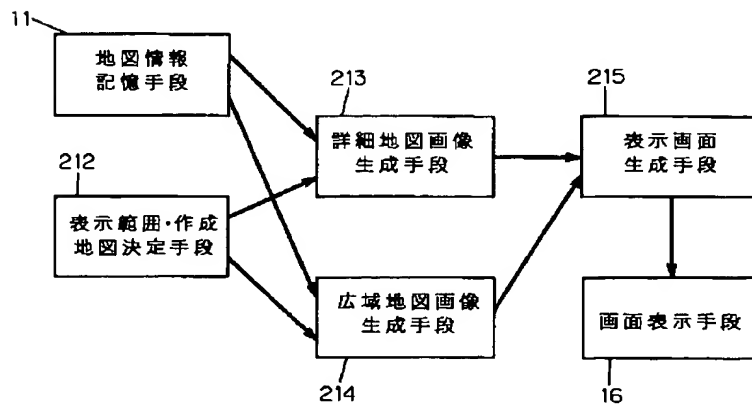 11
地図情報
記憶手段
212
表示範囲・作成
地図決定手段
213
詳細地図画像
生成手段
広域地図画像
生成手段
214
215
表示画面
生成手段
画面表示手段
16